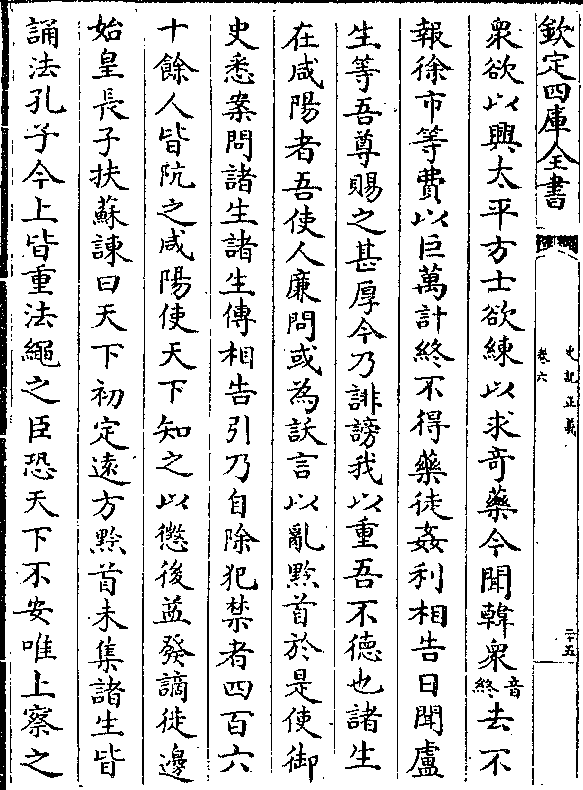 欽定四庫全書
史記正義
卷六
二十五
衆欲以興太平方士欲練以求奇藥今聞韓衆音終去不
報徐市等費以巨萬計終不得藥徒姦利相告日聞盧
生等吾尊賜之甚厚今乃誹謗我以重吾不德也諸生
在咸陽者吾使人廉問或為訞言以亂黔首於是使御
史悉案問諸生諸生傳相告引乃自除犯禁者四百六
十餘人皆阬之咸陽使天下知之以懲後益發謫徙邊
始皇長子扶蘇諫曰天下初定遠方黔首未集諸生皆
誦法孔子今上皆重法繩之臣恐天下不安唯上察之